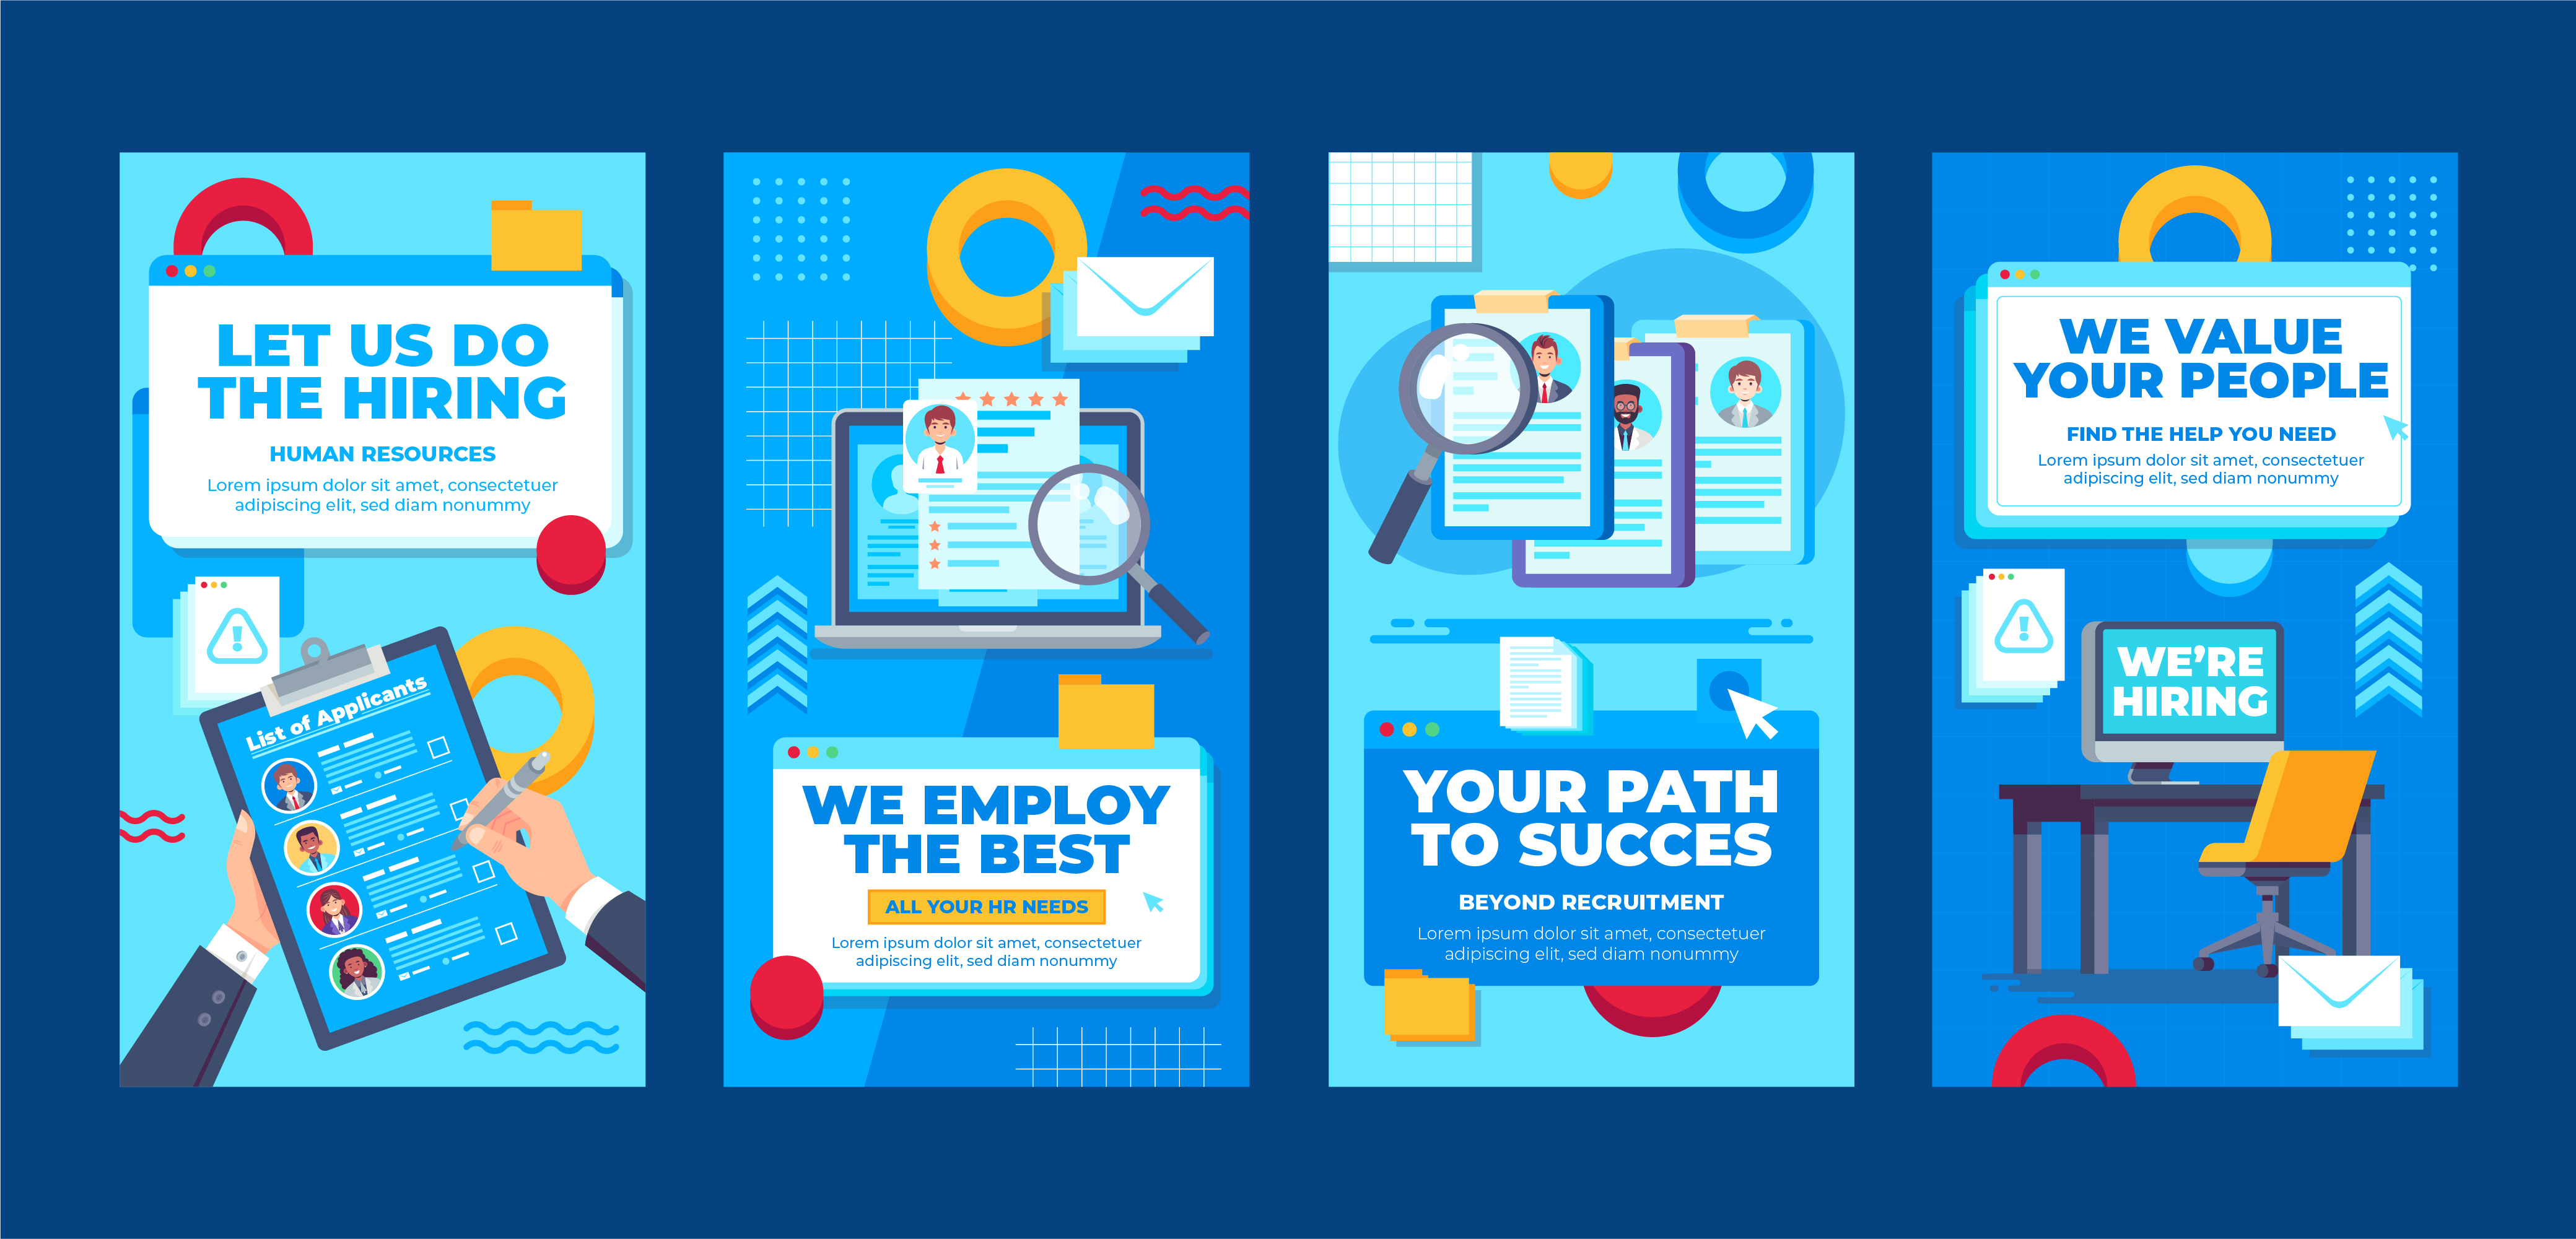 LET US DO
THE HIRING
HUMAN RESOURCES
Lorem ipsum dolor sit amet, consectetuer
adipiscing elit, sed diam nonummy
List of Applicants
WE EMPLOY
THE BEST
ALL YOUR HR NEEDS
Lorem ipsum dolor sit amet, consectetuer
adipiscing elit, sed diam nonummy
YOUR PATH
TO SUCCES
BEYOND RECRUITMENT
Lorem ipsum dolor sit amet, consectetuer
adipiscing elit, sed diam nonummy
WE VALUE
YOUR PEOPLE
FIND THE HELP YOU NEED
Lorem ipsum dolor sit amet, consectetuer
adipiscing elit, sed diam nonummy
WE’RE
HIRING